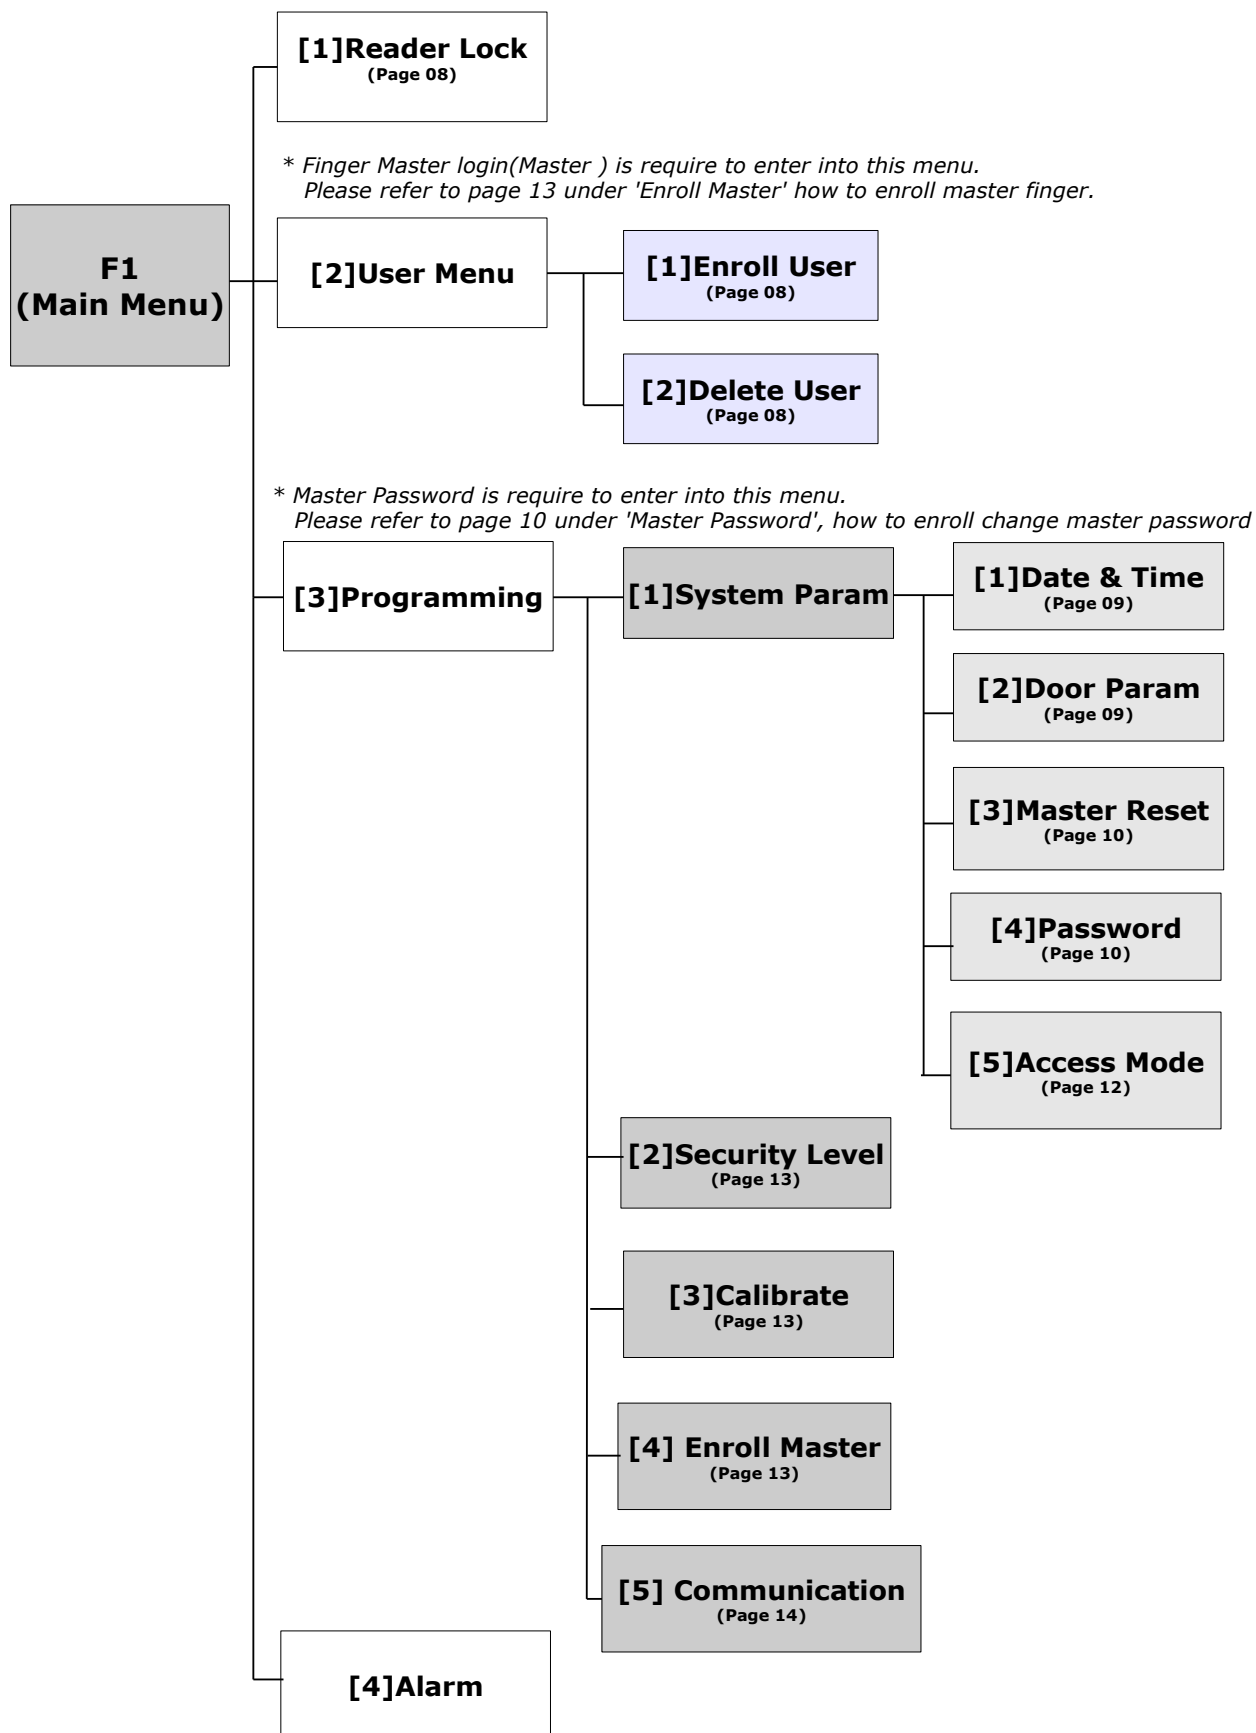 [1]Reader Lock
(Page 08)
* Finger Master login(Master ) is require to enter into this menu.
Please refer to page 13 under 'Enroll Master' how to enroll master finger.
F1
(Main Menu)
[2]User Menu
[1]Enroll User
(Page 08)
[2]Delete User
(Page 08)
* Master Password is require to enter into this menu.
Please refer to page 10 under 'Master Password', how to enroll change master password
[3]Programming
[1]System Param
[1]Date & Time
(Page 09)
[2]Door Param
(Page 09)
[3]Master Reset
(Page 10)
[4]Password
(Page 10)
[5]Access Mode
(Page 12)
[2]Security Level
(Page 13)
[3]Calibrate
(Page 13)
[4] Enroll Master
(Page 13)
[5] Communication
(Page 14)
[4]Alarm